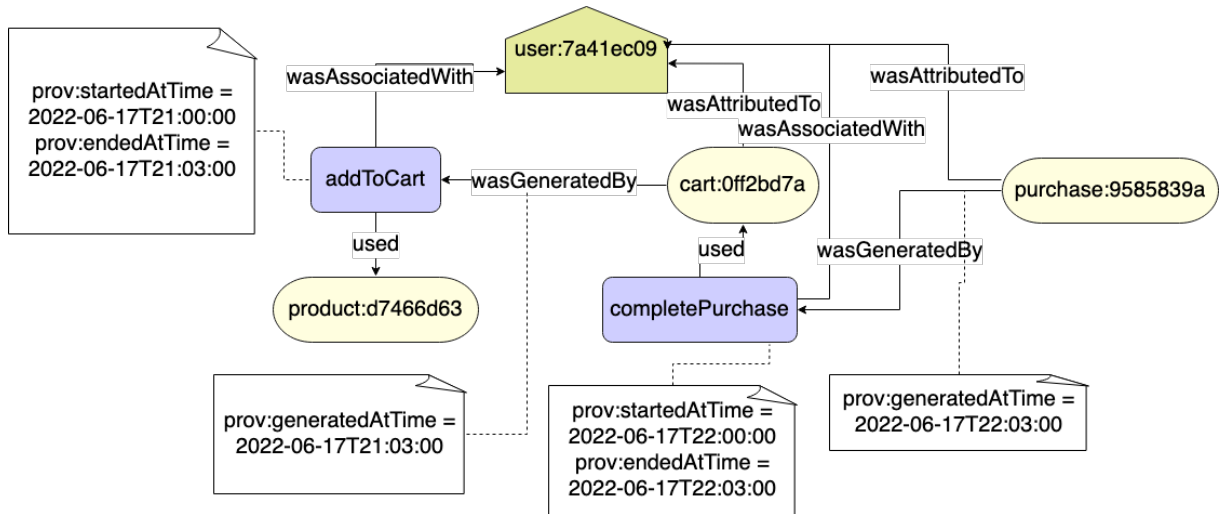 user:7a41ec09
prov:startedAtTime =
2022-06-17T21:00:00
prov:endedAtTime =
2022-06-17T21:03:00
wasAssociatedWith
wasAttributedTo
wasAttributedTo
wasAssociatedWith
addToCart
wasGeneratedBy
cart:0ff2bd7a
purchase:9585839a
used
used
wasGeneratedBy
product:d7466d63
completePurchase
prov:generatedAtTime =
2022-06-17T21:03:00
prov:startedAtTime =
2022-06-17T22:00:00
prov:endedAtTime =
2022-06-17T22:03:00
prov:generatedAtTime =
2022-06-17T22:03:00